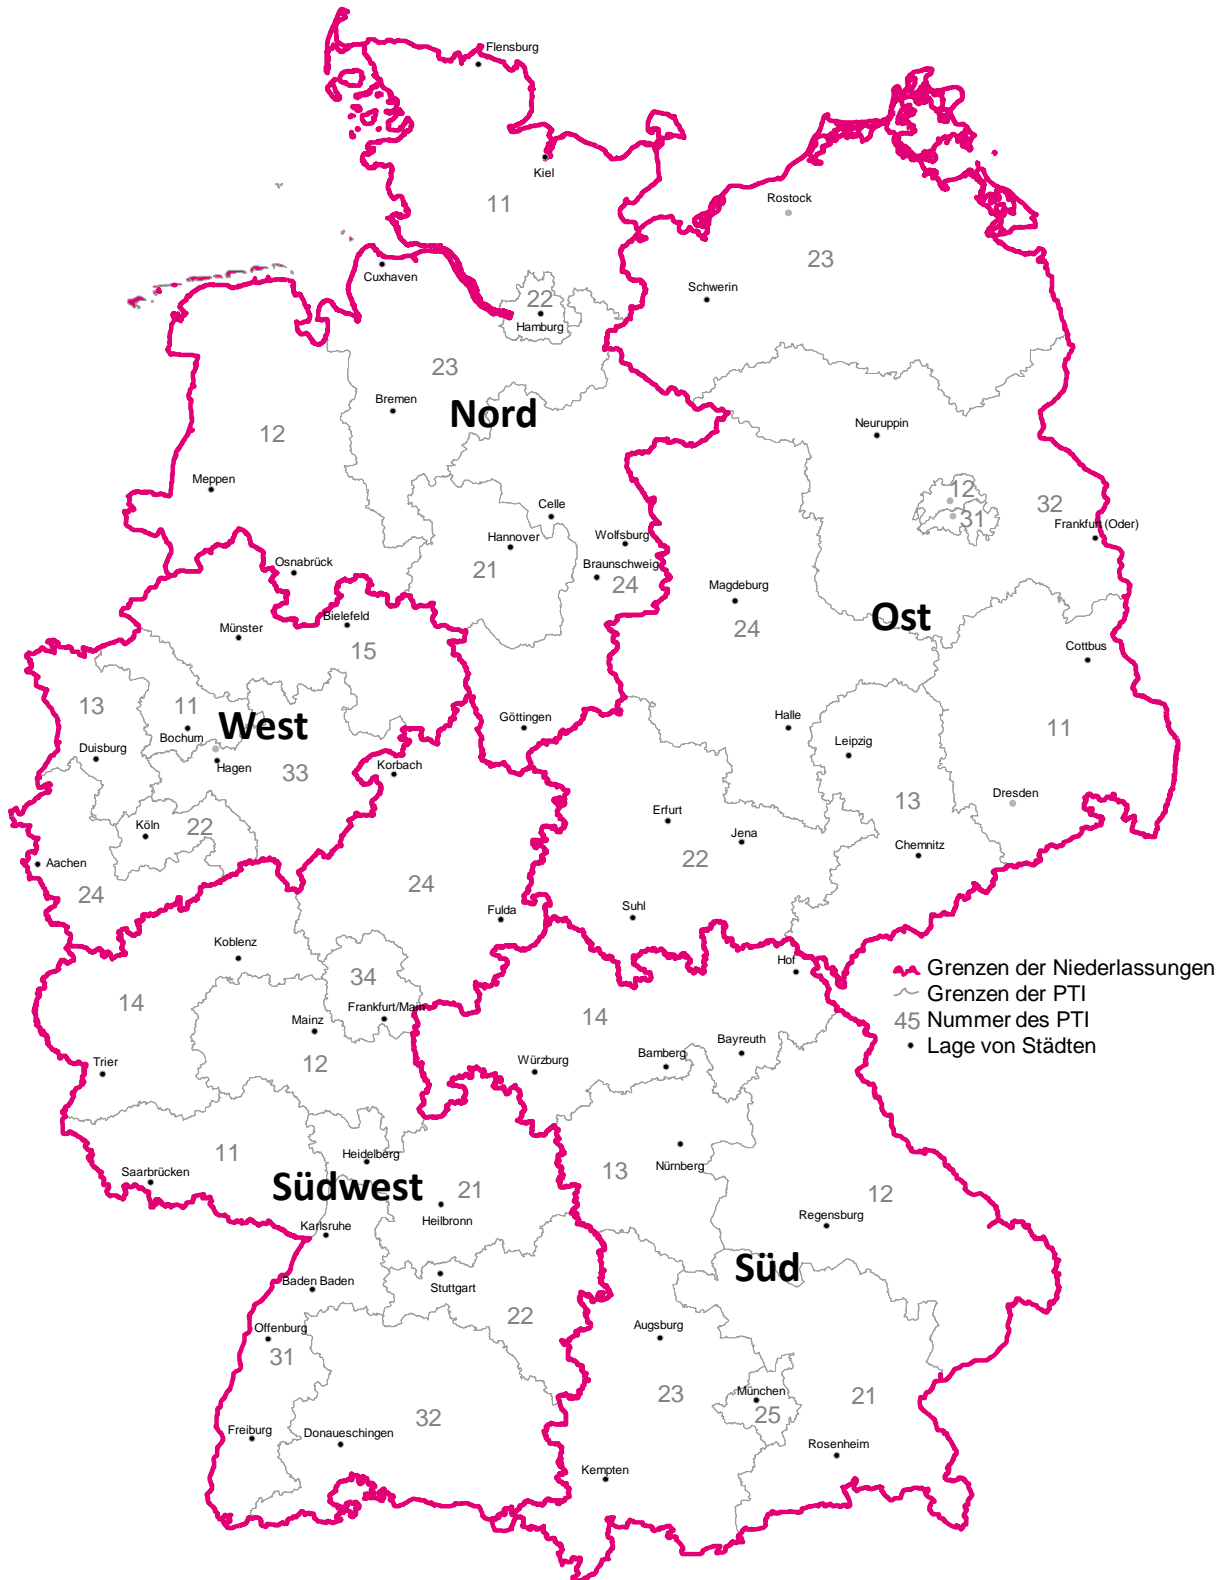 Flensburg
Kiel
11
Rostock
23
Cuxhaven
Schwerin
22
Hamburg
23
Bremen
Nord
12
Neuruppin
Meppen
12
32
Celle
31
Frankfurt (Oder)
Hannover
Wolfsburg
Osnabrück
21
Braunschweig
24
Magdeburg
Bielefeld
Ost
Münster
24
15
Cottbus
13
11
West
Göttingen
Halle
11
Bochum
Leipzig
Duisburg
Hagen
33
Korbach
13
Dresden
Köln
22
Erfurt
Jena
Aachen
22
Chemnitz
24
24
Suhl
Fulda
Koblenz
Hof
Grenzen der Niederlassungen
34
Grenzen der PTI
14
Frankfurt/Main
14
45 Nummer des PTI
Mainz
Bayreuth
Lage von Städten
Trier
12
Würzburg
Bamberg
11
Heidelberg
Nürnberg
Saarbrücken
Südwest
21
13
12
Heilbronn
Regensburg
Karlsruhe
Süd
Baden Baden
Stuttgart
22
Offenburg
Augsburg
31
München
23
21
32
25
Freiburg
Donaueschingen
Rosenheim
Kempten